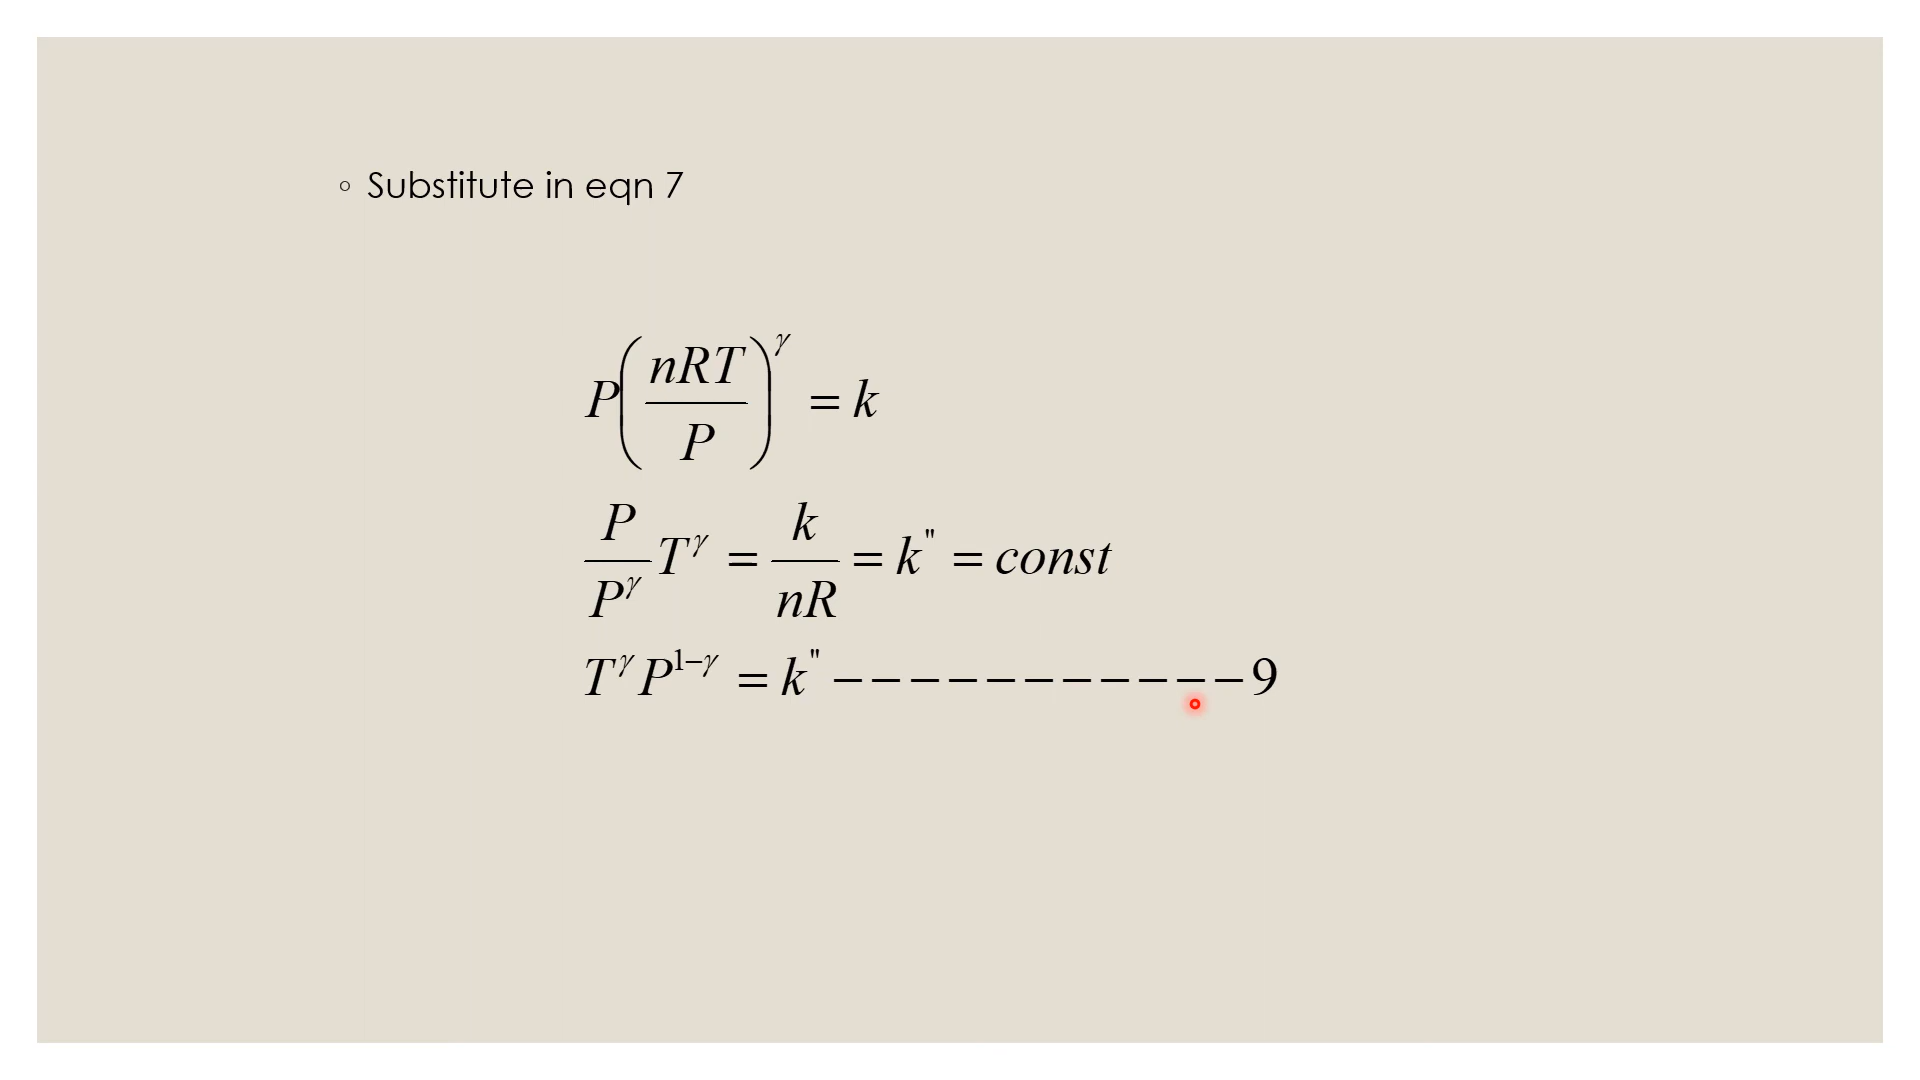 ◦ Substitute in eqn 7
P(nRT/P)^γ = k
P/P^γ T^γ = k/nR = k" = const
T^γ P^(1−γ) = k" −−−−−−−−−−−9